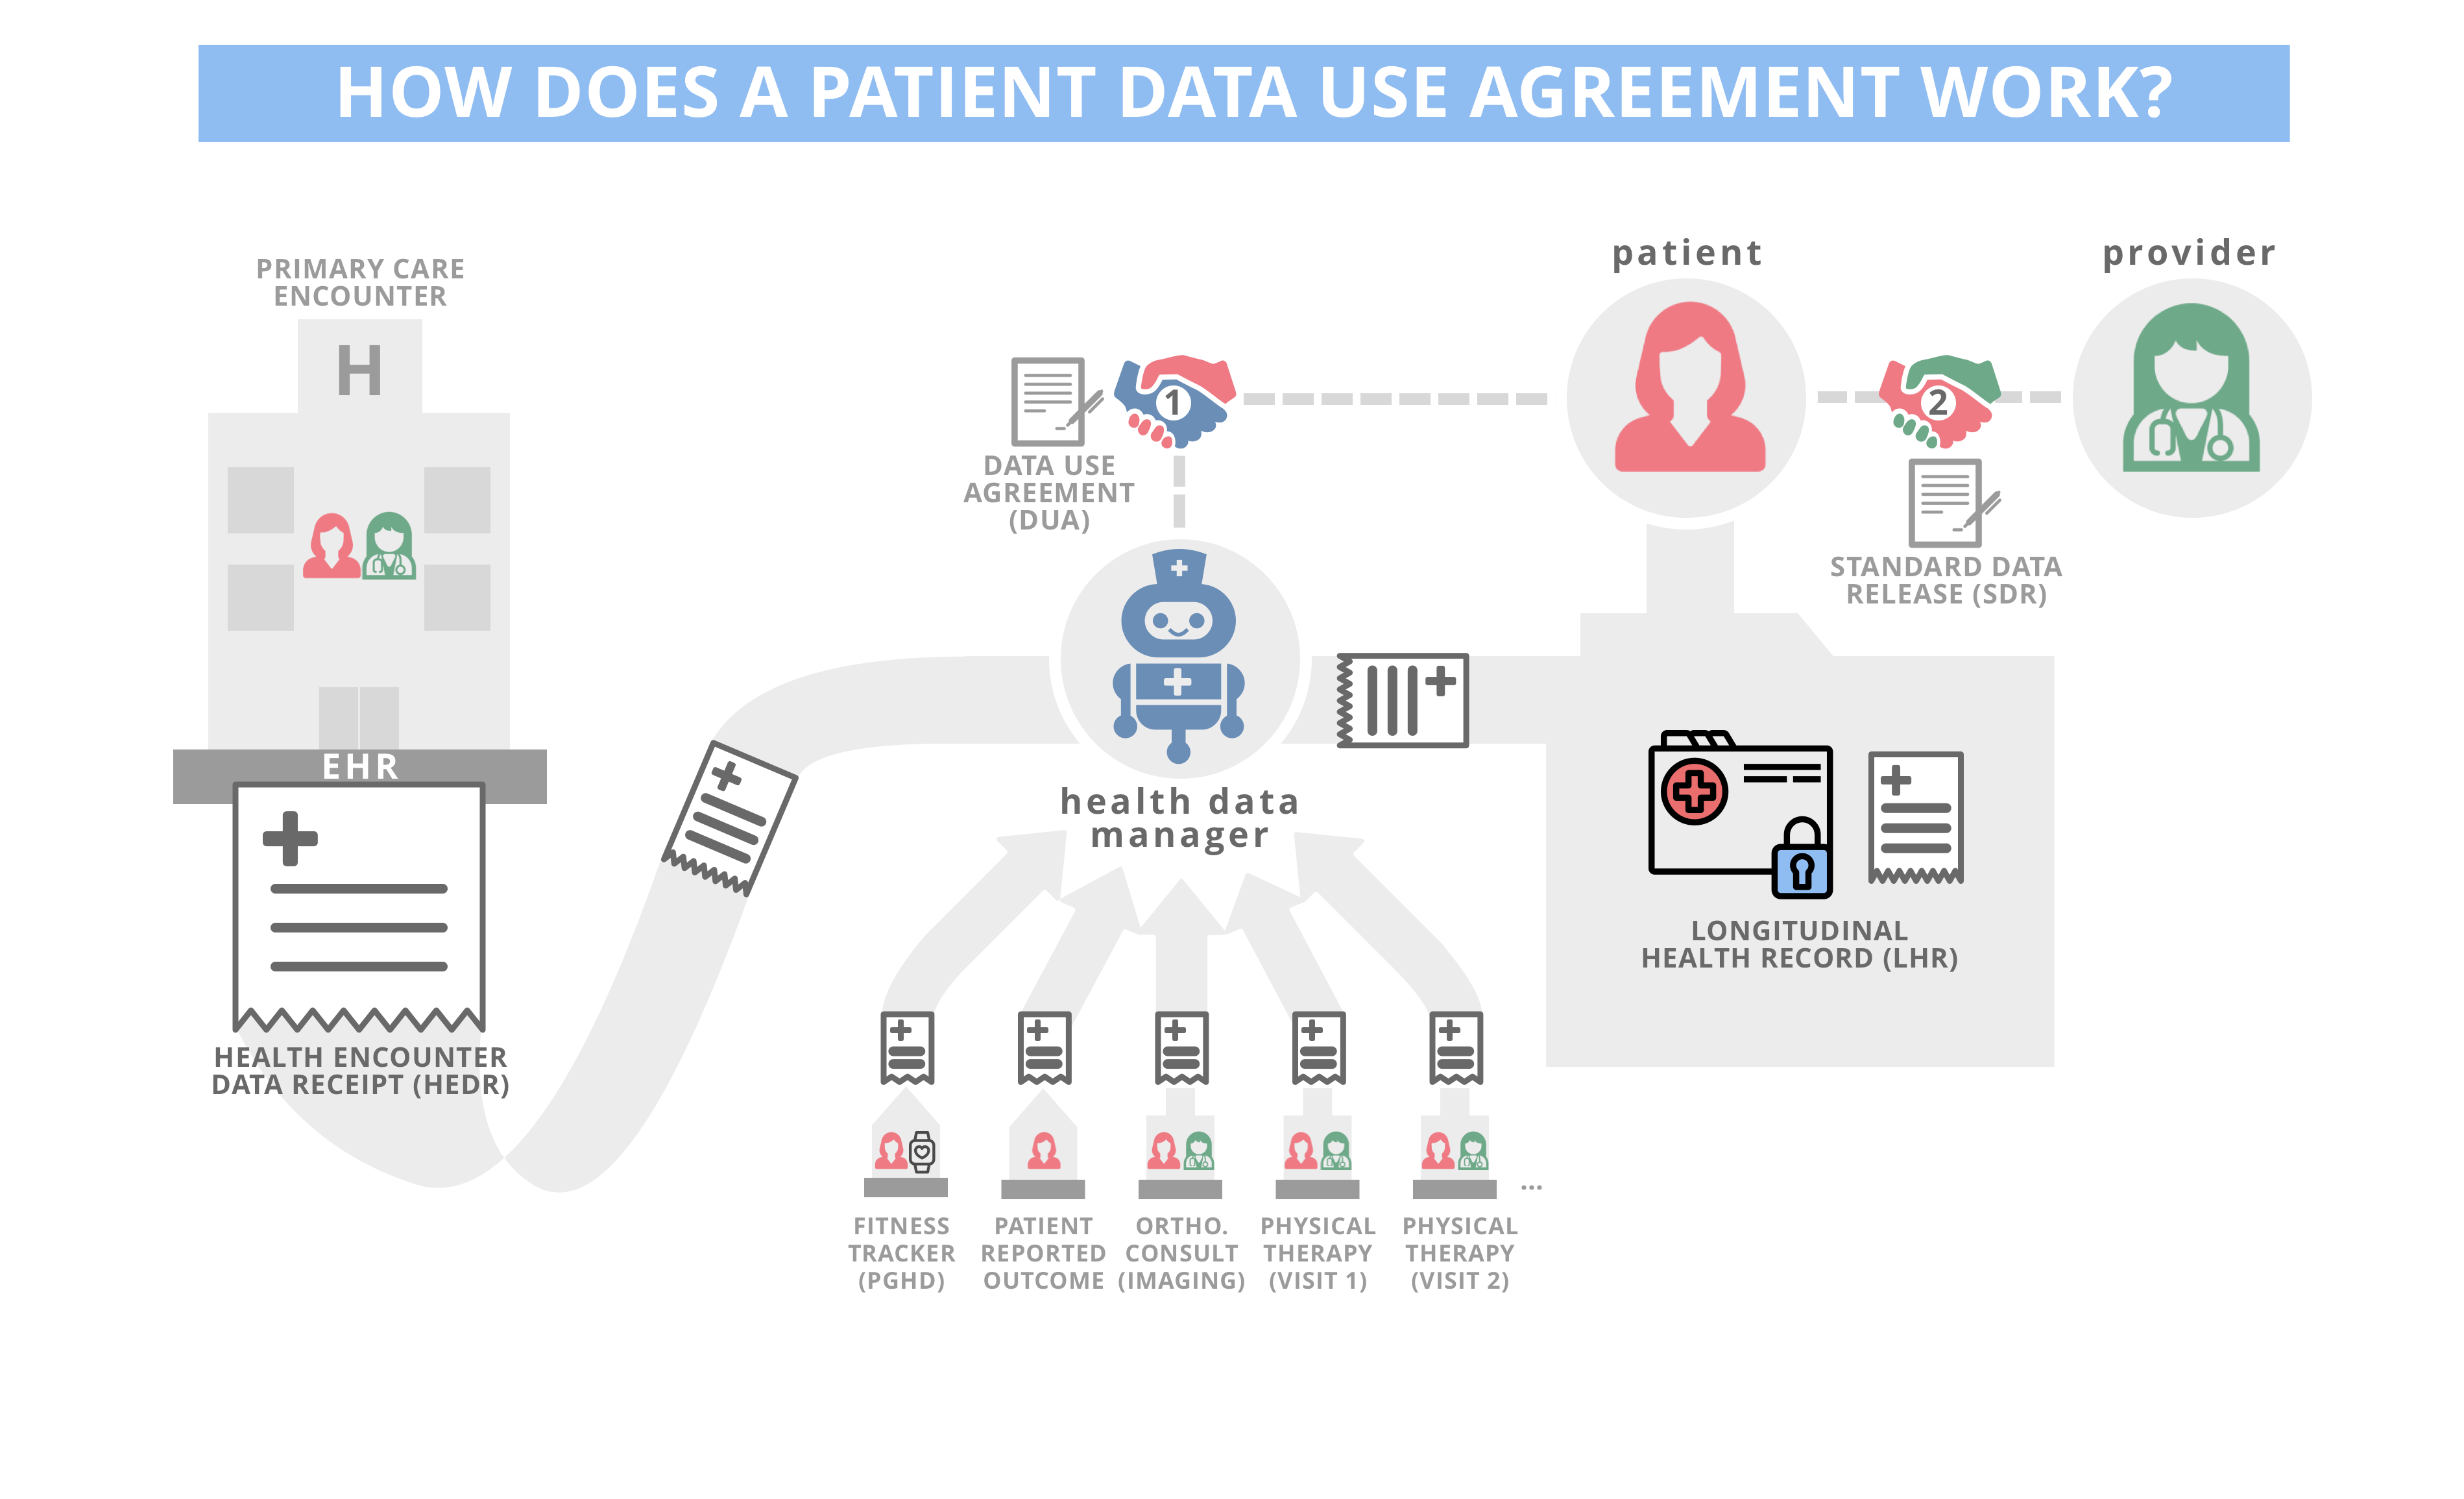 HOW DOES A PATIENT DATA USE AGREEMENT WORK?
PRIMARY CARE
ENCOUNTER
H
EHR
HEALTH ENCOUNTER
DATA RECEIPT (HEDR)
DATA USE
AGREEMENT
(DUA)
1
patient
2
provider
STANDARD DATA
RELEASE (SDR)
health data
manager
LONGITUDINAL
HEALTH RECORD (LHR)
FITNESS
TRACKER
(PGHD)
PATIENT
REPORTED
OUTCOME
ORTHO.
CONSULT
(IMAGING)
PHYSICAL
THERAPY
(VISIT 1)
PHYSICAL
THERAPY
(VISIT 2)
...